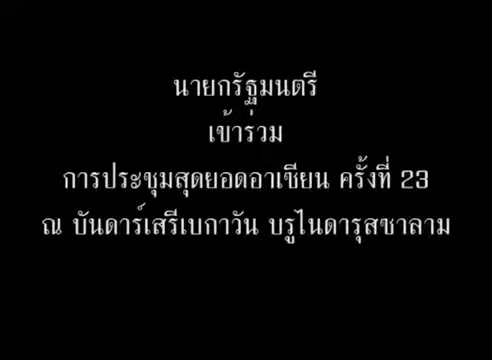 นายกรัฐมนตรี
เข้าร่วม
การประชุมสุดยอดอาเซียน ครั้งที่ 23
ณ บันดาร์เสรีเบกาวัน บรูไนดารุสซาลาม